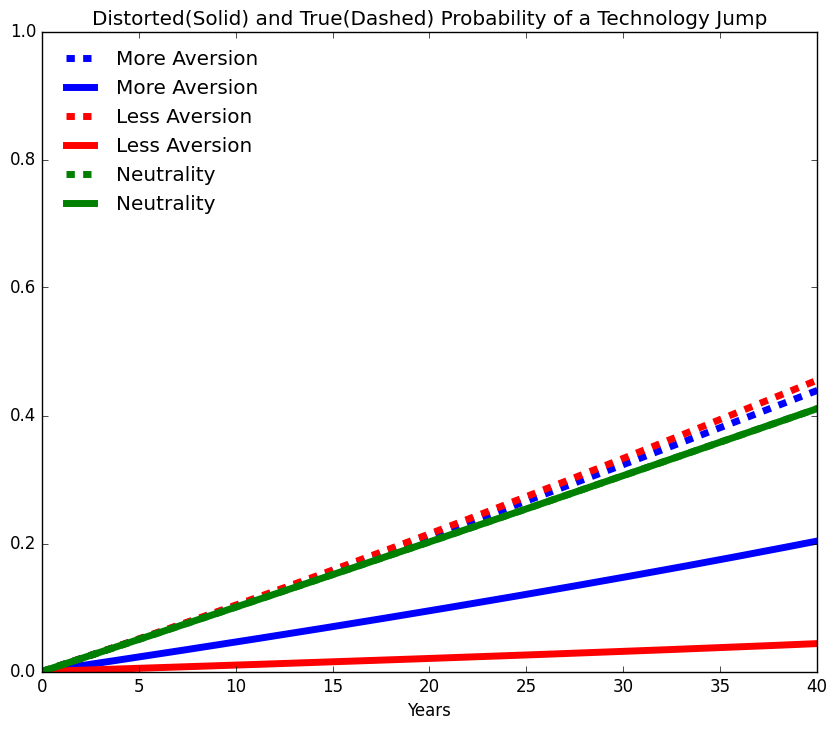 Distorted(Solid) and True(Dashed) Probability of a Technology Jump
1.0
More Aversion
More Aversion
Less Aversion
Less Aversion
Neutrality
Neutrality
0.8
0.6
0.4
0.2
0.0
0 5 10 15 20 25 30 35 40
Years